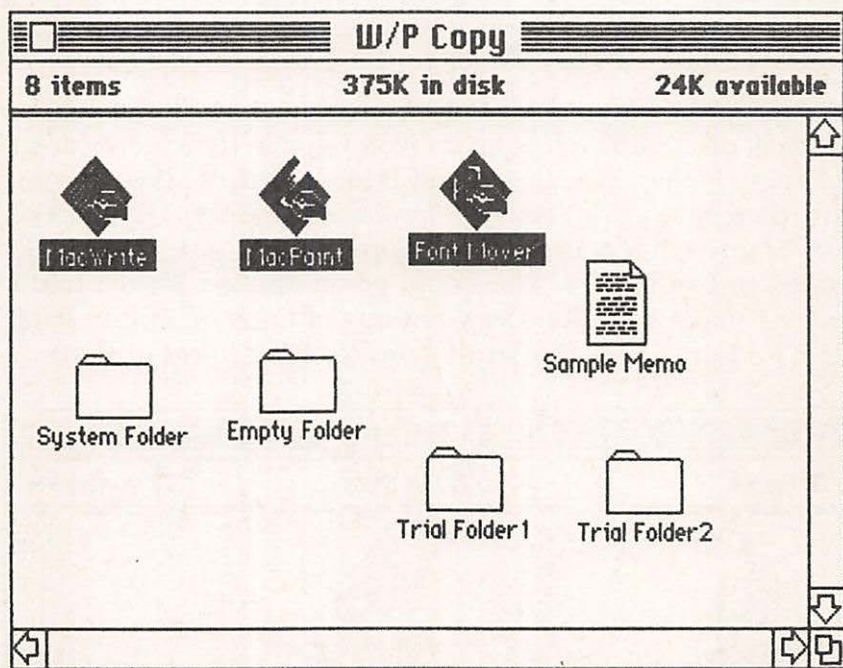 W/P Copy
8 items 375K in disk 24K available
MacWrite MacPaint Font Mover
Sample Memo
System Folder Empty Folder
Trial Folder1 Trial Folder2